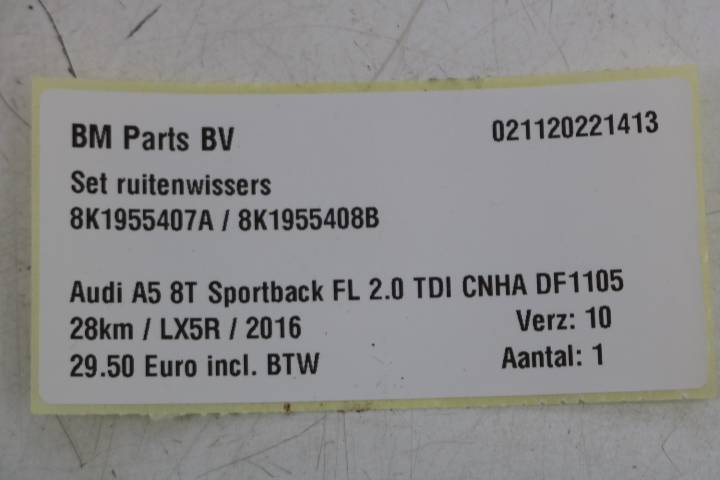 BM Parts BV 021120221413
Set ruitenwissers
8K1955407A / 8K1955408B
Audi A5 8T Sportback FL 2.0 TDI CNHA DF1105
28km / LX5R / 2016 Verz: 10
29.50 Euro incl. BTW Aantal: 1